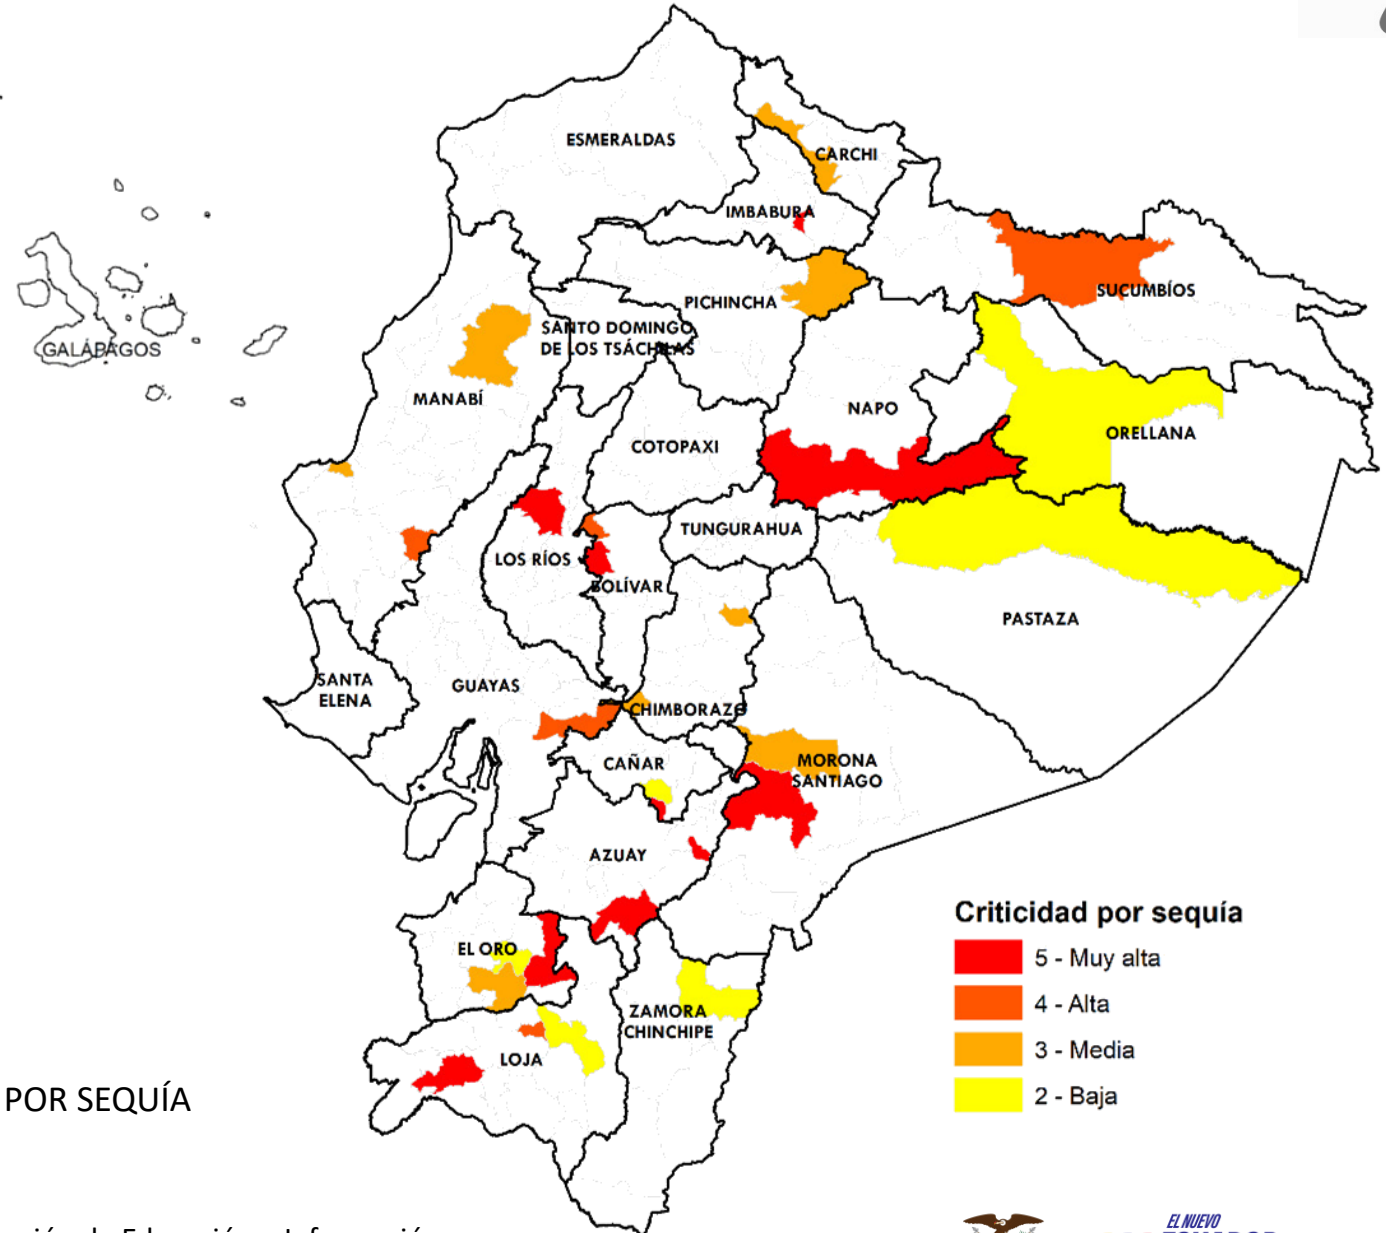 ESMERALDAS
CARCHI
IMBABURA
SUCUMBÍOS
PICHINCHA
SANTO DOMINGO
DE LOS TSÁCHILAS
GALÁPAGOS
MANABÍ
NAPO
ORELLANA
COTOPAXI
TUNGURAHUA
LOS RÍOS
BOLÍVAR
PASTAZA
SANTA
ELENA
GUAYAS
CHIMBORAZO
CAÑAR
MORONA
SANTIAGO
AZUAY
EL ORO
ZAMORA
CHINCHIPE
LOJA
Criticidad por sequía
5 - Muy alta
4 - Alta
3 - Media
2 - Baja
POR SEQUÍA
EL NUEVO